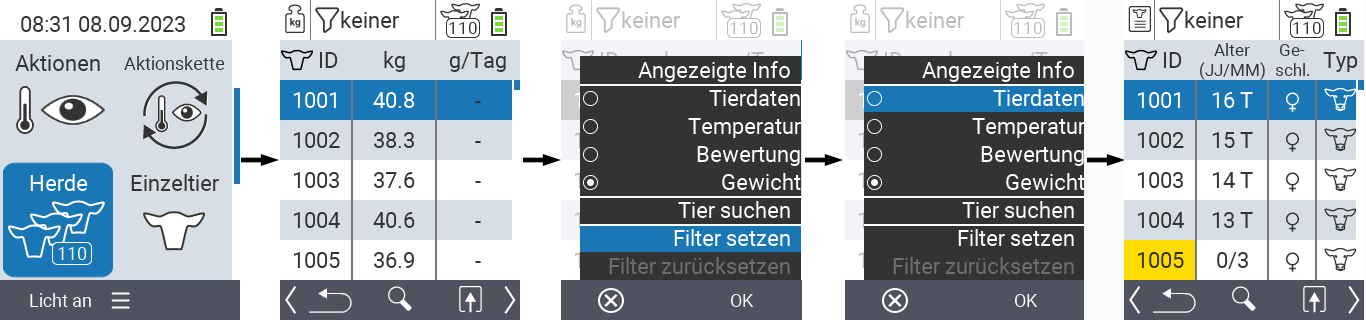 08:31 08.09.2023
Aktionen
Aktionskette
Herde
110
Einzeltier
Licht an
kg
keiner
110
ID kg g/Tag
1001 40.8 -
1002 38.3 -
1003 37.6 -
1004 40.6 -
1005 36.9 -
kg
keiner
110
Angezeigte Info
Tierdaten
Temperatur
Bewertung
Gewicht
Tier suchen
Filter setzen
Filter zurücksetzen
OK
kg
keiner
110
Angezeigte Info
Tierdaten
Temperatur
Bewertung
Gewicht
Tier suchen
Filter setzen
Filter zurücksetzen
OK
keiner
110
ID Alter (JJ/MM) Ge-schl. Typ
1001 16 T
1002 15 T
1003 14 T
1004 13 T
1005 0/3